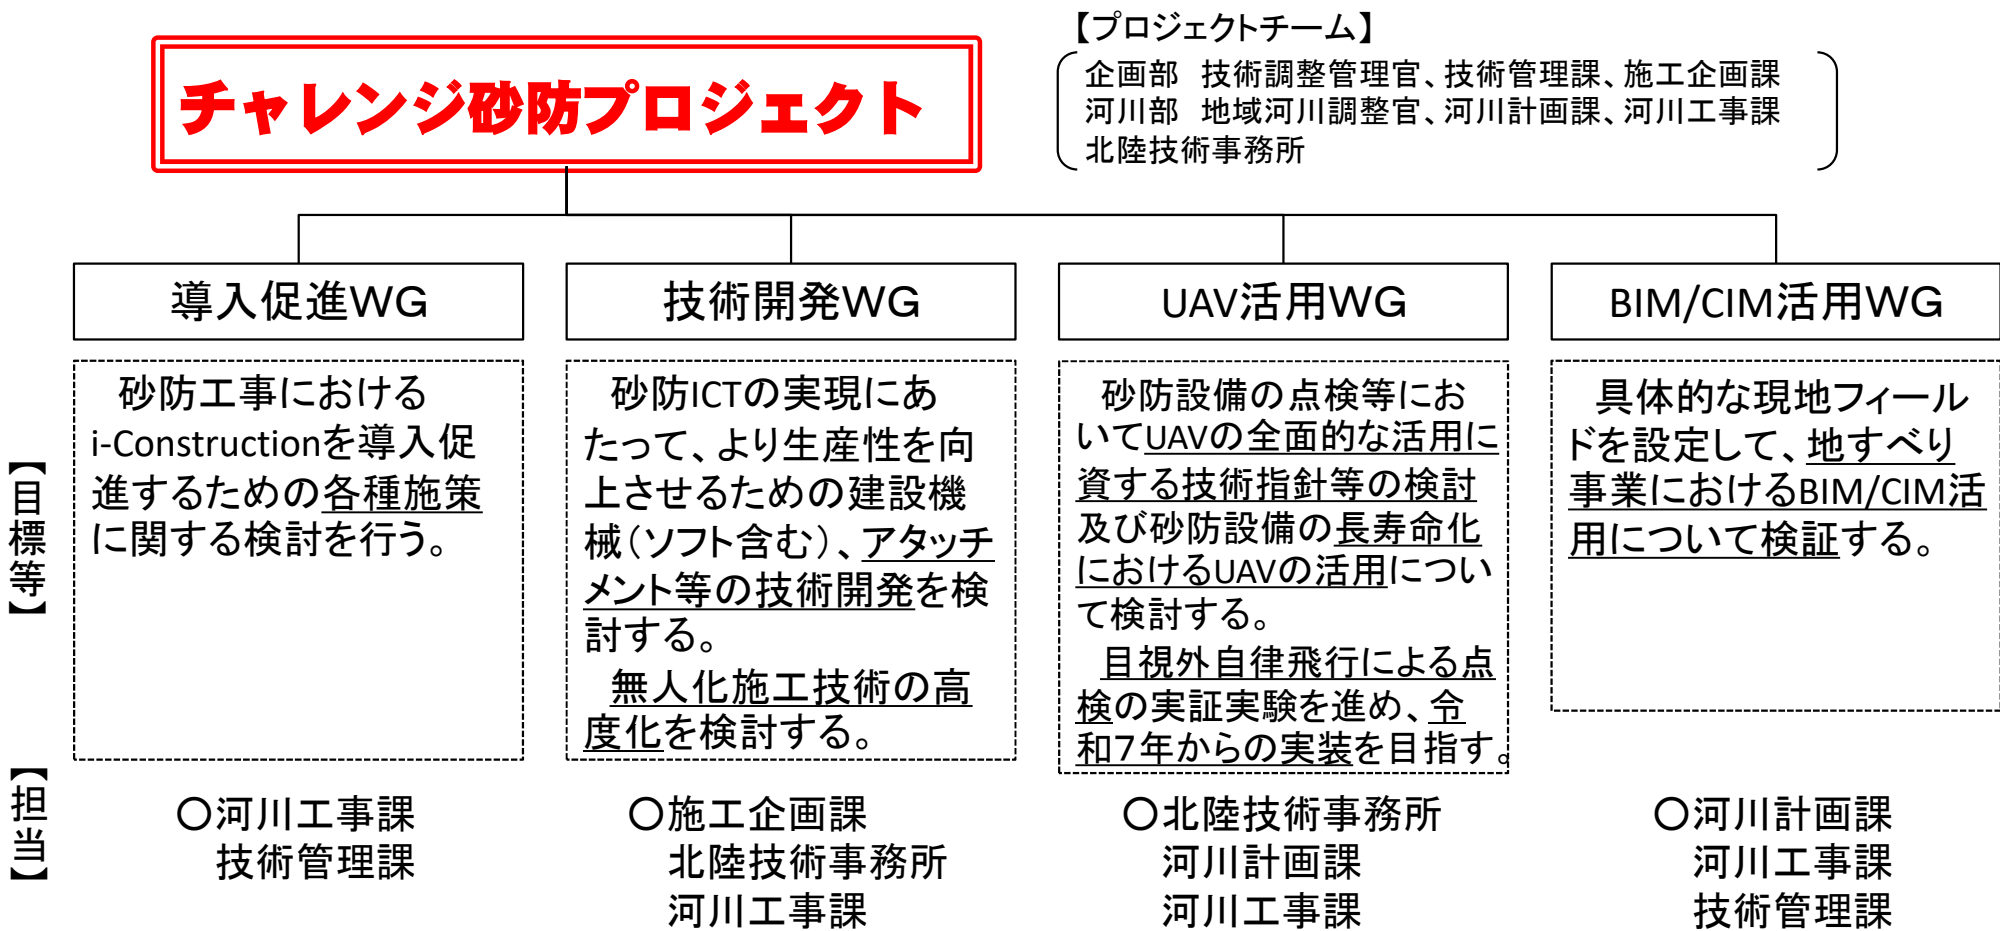 【プロジェクトチーム】
企画部　技術調整管理官、技術管理課、施工企画課
河川部　地域河川調整官、河川計画課、河川工事課
北陸技術事務所
チャレンジ砂防プロジェクト
導入促進WG
技術開発WG
UAV活用WG
BIM/CIM活用WG
【目標等】
砂防工事における
i-Constructionを導入促
進するための各種施策
に関する検討を行う。
砂防ICTの実現にあ
たって、より生産性を向
上させるための建設機
械（ソフト含む）、アタッチ
メント等の技術開発を検
討する。
無人化施工技術の高
度化を検討する。
砂防設備の点検等にお
いてUAVの全面的な活用に
資する技術指針等の検討
及び砂防設備の長寿命化
におけるUAVの活用につい
て検討する。
目視外自律飛行による点
検の実証実験を進め、令
和7年からの実装を目指す。
具体的な現地フィール
ドを設定して、地すべり
事業におけるBIM/CIM活
用について検証する。
【担当】
○河川工事課
技術管理課
○施工企画課
北陸技術事務所
河川工事課
○北陸技術事務所
河川計画課
河川工事課
○河川計画課
河川工事課
技術管理課